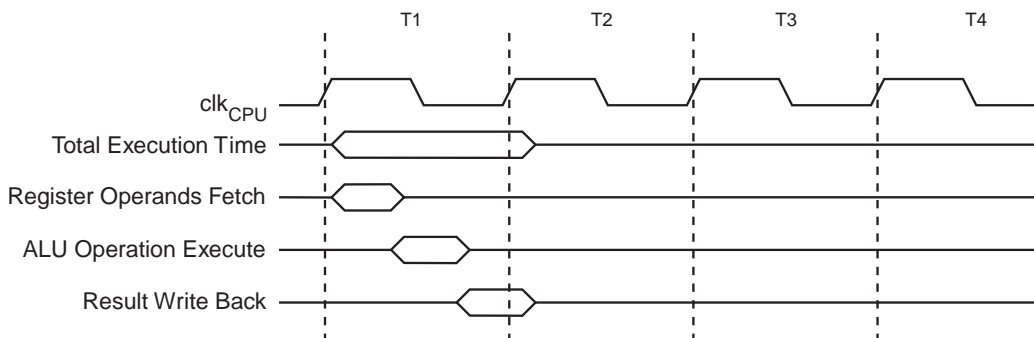 T1 T2 T3 T4
clkCPU
Total Execution Time
Register Operands Fetch
ALU Operation Execute
Result Write Back